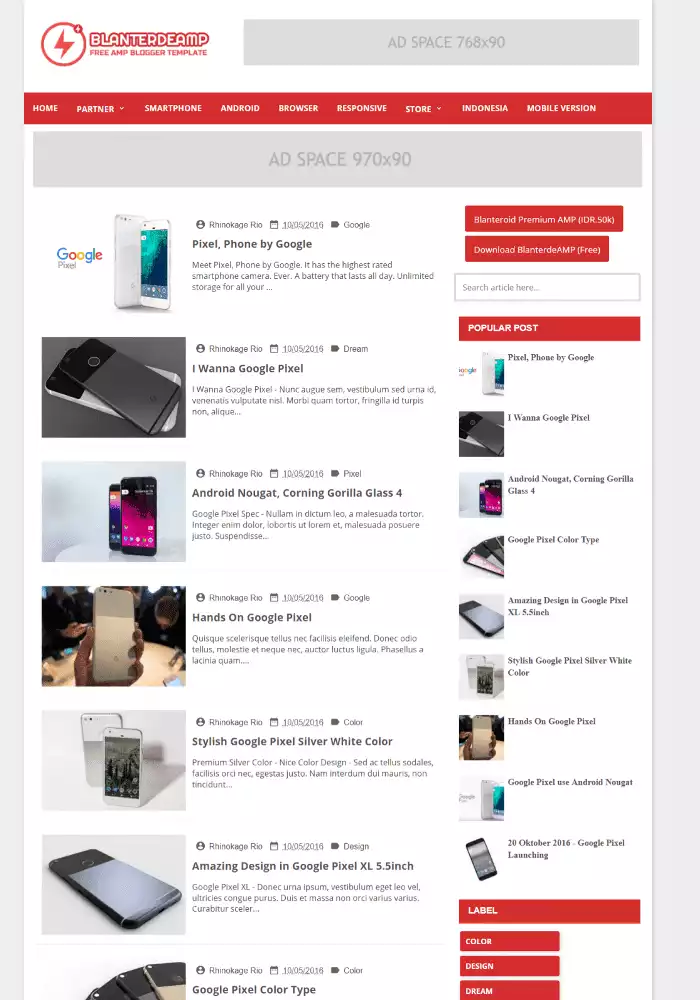 BLANTERDEAMP
FREE AMP BLOGGER TEMPLATE
AD SPACE 768x90
HOME PARTNER SMARTPHONE ANDROID BROWSER RESPONSIVE STORE INDONESIA MOBILE VERSION
AD SPACE 970x90
Google
Pixel
Rhinokage Rio 10/05/2016 Google
Pixel, Phone by Google
Meet Pixel, Phone by Google. It has the highest rated
smartphone camera. Ever. A battery that lasts all day. Unlimited
storage for all your ...
Rhinokage Rio 10/05/2016 Dream
I Wanna Google Pixel
I Wanna Google Pixel - Nunc augue sem, vestibulum sed urna id,
venenatis vulputate nisl. Morbi quam tortor, fringilla id turpis
non, alique...
Rhinokage Rio 10/05/2016 Pixel
Android Nougat, Corning Gorilla Glass 4
Google Pixel Spec - Nullam in dictum leo, a malesuada tortor.
Integer enim dolor, lobortis ut lorem et, malesuada posuere
justo. Suspendisse...
Rhinokage Rio 10/05/2016 Google
Hands On Google Pixel
Quisque scelerisque tellus nec facilisis eleifend. Donec odio
tellus, molestie et neque nec, auctor luctus ligula. Phasellus a
lacinia quam....
Rhinokage Rio 10/05/2016 Color
Stylish Google Pixel Silver White Color
Premium Silver Color - Nice Color Design - Sed ac tellus sodales,
facilisis orci nec, egestas justo. Nam interdum dui mauris, non
tincidunt...
Rhinokage Rio 10/05/2016 Design
Amazing Design in Google Pixel XL 5.5inch
Google Pixel XL - Donec urna ipsum, vestibulum eget leo vel,
ultricies congue purus. Duis et massa non orci varius varius.
Curabitur sceler...
Rhinokage Rio 10/05/2016 Color
Google Pixel Color Type
Blanteroid Premium AMP (IDR.50k)
Download BlanterdeAMP (Free)
Search article here...
POPULAR POST
Pixel, Phone by Google
I Wanna Google Pixel
Android Nougat, Corning Gorilla
Glass 4
Google Pixel Color Type
Amazing Design in Google Pixel
XL 5.5inch
Stylish Google Pixel Silver White
Color
Hands On Google Pixel
Google Pixel use Android Nougat
20 Oktober 2016 - Google Pixel
Launching
LABEL
COLOR
DESIGN
DREAM